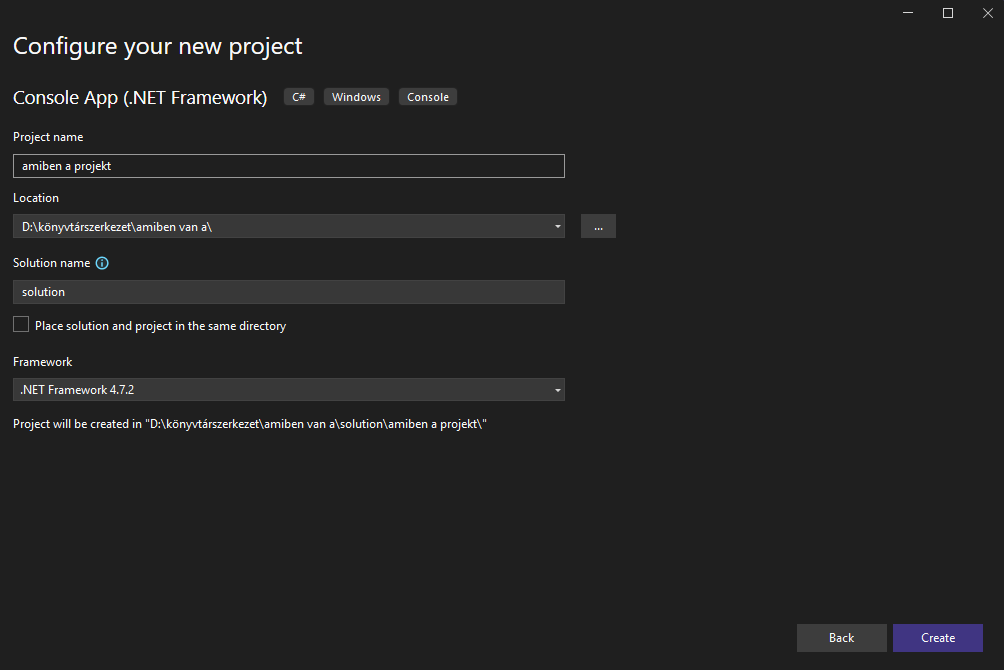 Configure your new project
Console App (.NET Framework) C# Windows Console
Project name
amiben a projekt
Location
D:\könyvtárszerkezet\amiben van a\ ...
Solution name
solution
Place solution and project in the same directory
Framework
.NET Framework 4.7.2
Project will be created in "D:\könyvtárszerkezet\amiben van a\solution\amiben a projekt\"
Back Create